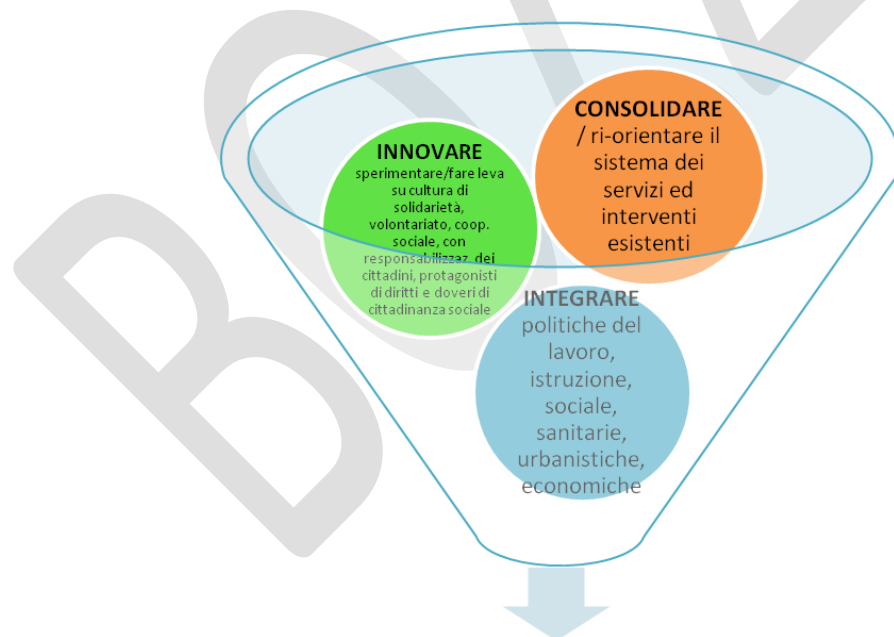 INNOVARE
sperimentare/fare leva
su cultura di
solidarietà,
volontariato, coop.
sociale, con
responsabilizzaz. dei
cittadini, protagonisti
di diritti e doveri di
cittadinanza sociale
CONSOLIDARE
/ ri-orientare il
sistema dei
servizi ed
interventi
esistenti
INTEGRARE
politiche del
lavoro,
istruzione,
sociale,
sanitarie,
urbanistiche,
economiche